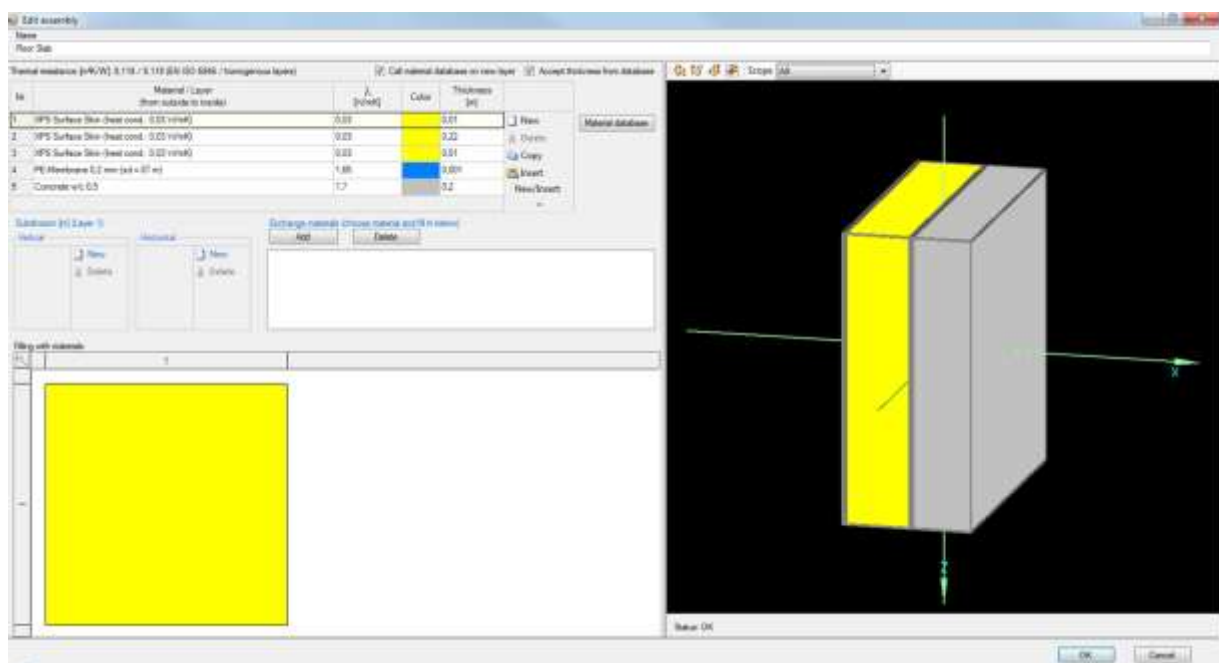 Edit assembly
Name
Floor Slab
Thermal resistance [m²K/W]: 8,118 / 8,118 (EN ISO 6946 / homogenous layers)
Call material database on new layer
Accept thickness from database
Scope: All
Nr
Material / Layer
(from outside to inside)
λ
[W/mK]
Color
Thickness
[m]
1 XPS Surface Skin (heat cond.: 0,03 W/mK) 0,03 0,01
2 XPS Surface Skin (heat cond.: 0,03 W/mK) 0,03 0,22
3 XPS Surface Skin (heat cond.: 0,03 W/mK) 0,03 0,01
4 PE-Membrane 0,2 mm (sd = 87 m) 1,65 0,001
5 Concrete w/c 0,5 1,7 0,2
New
Delete
Copy
Insert
New/Insert
Material database
Subdivision [m] (Layer 1)
Vertical
Horizontal
New
Delete
New
Delete
Exchange materials (choose material and fill in below)
Add
Delete
Filling with materials
1
X
Z
Status: OK
OK
Cancel